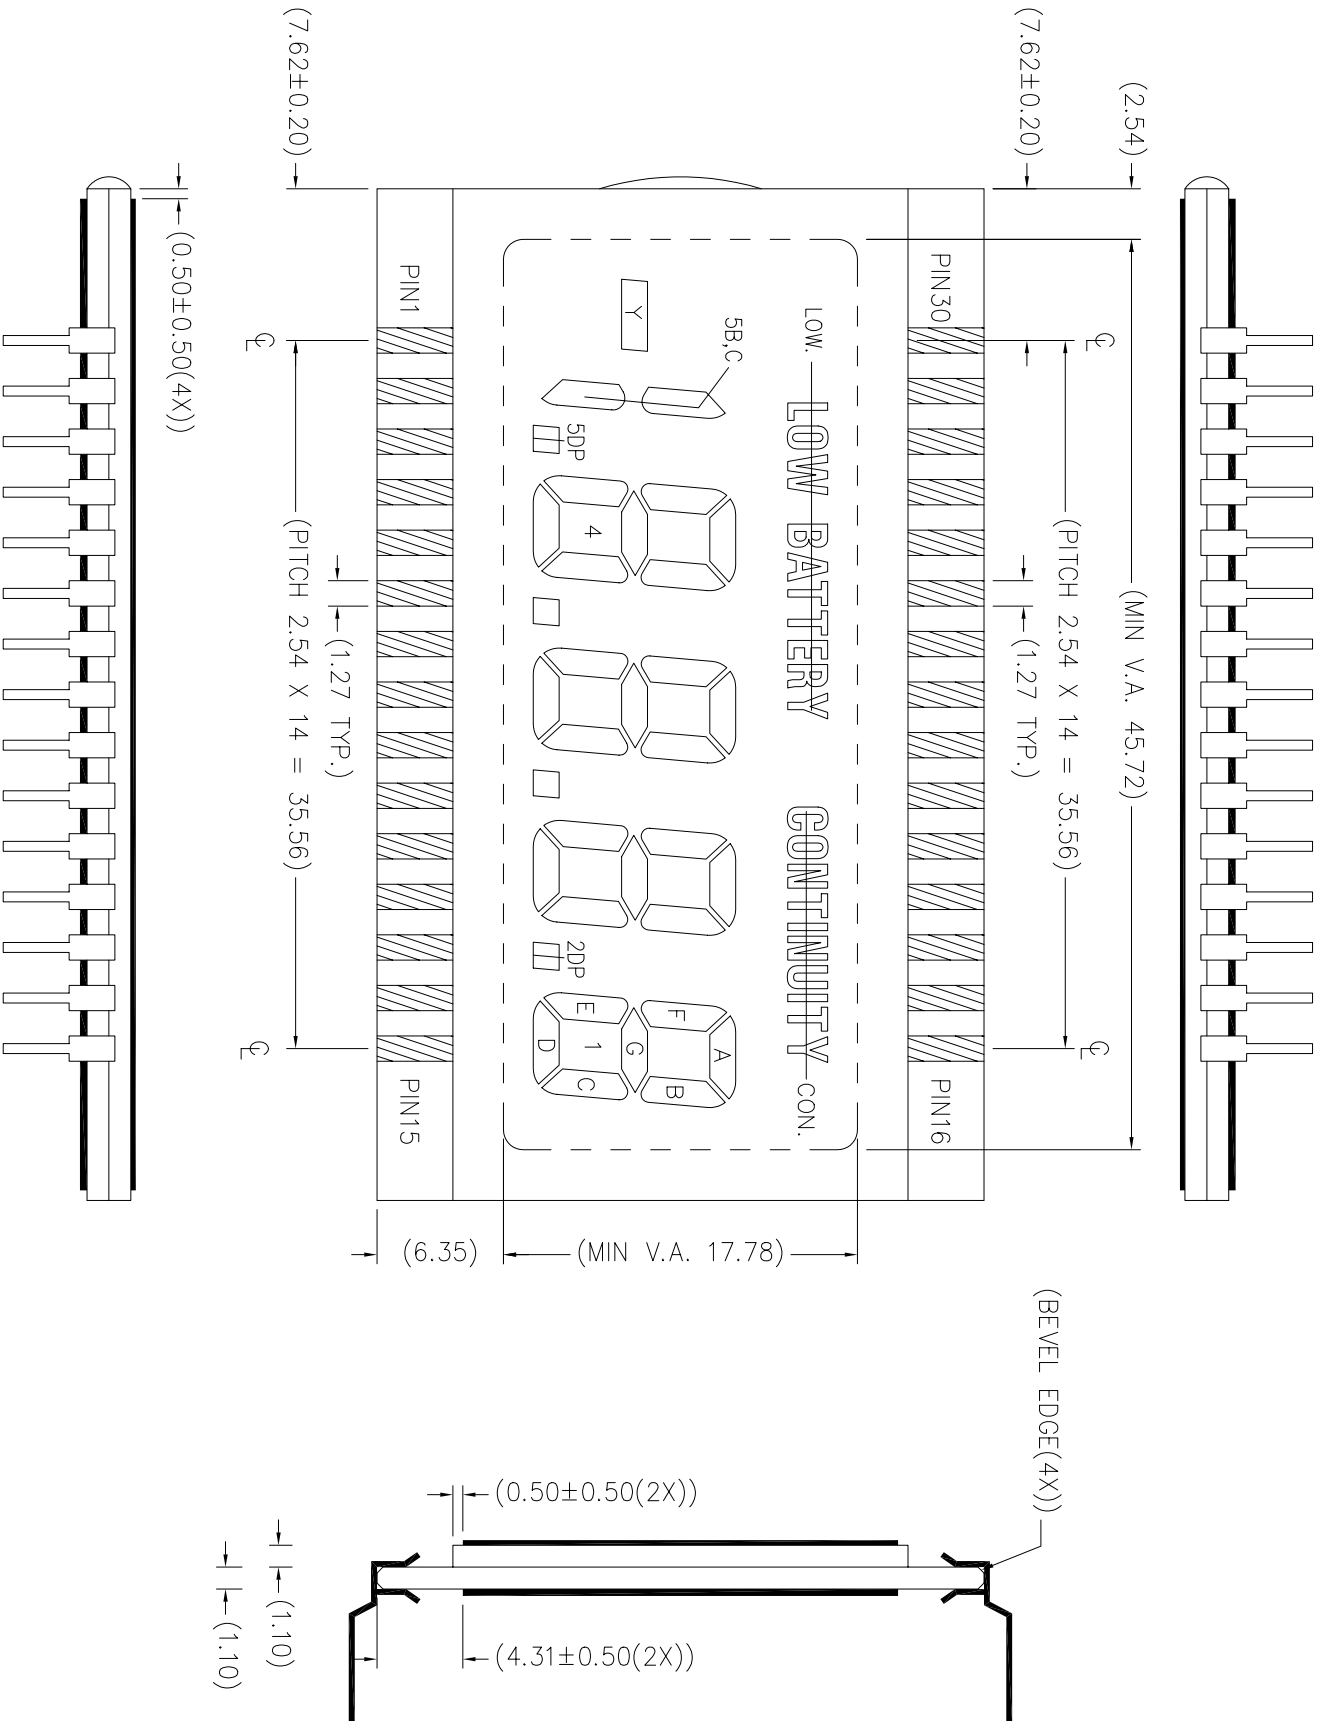 (7.62±0.20)
(7.62±0.20)
(2.54)
(0.50±0.50(4X))
PIN1
PIN30
℄
℄
Y
5B,C
LOW.
LOW BATTERY
CONTINUITY
CON.
5DP
4
2DP
A
F
B
G
E
1
C
D
(PITCH 2.54 X 14 = 35.56)
(1.27 TYP.)
(PITCH 2.54 X 14 = 35.56)
(1.27 TYP.)
(MIN V.A. 45.72)
℄
℄
PIN15
PIN16
(6.35)
(MIN V.A. 17.78)
(BEVEL EDGE(4X))
(0.50±0.50(2X))
(1.10)
(1.10)
(4.31±0.50(2X))